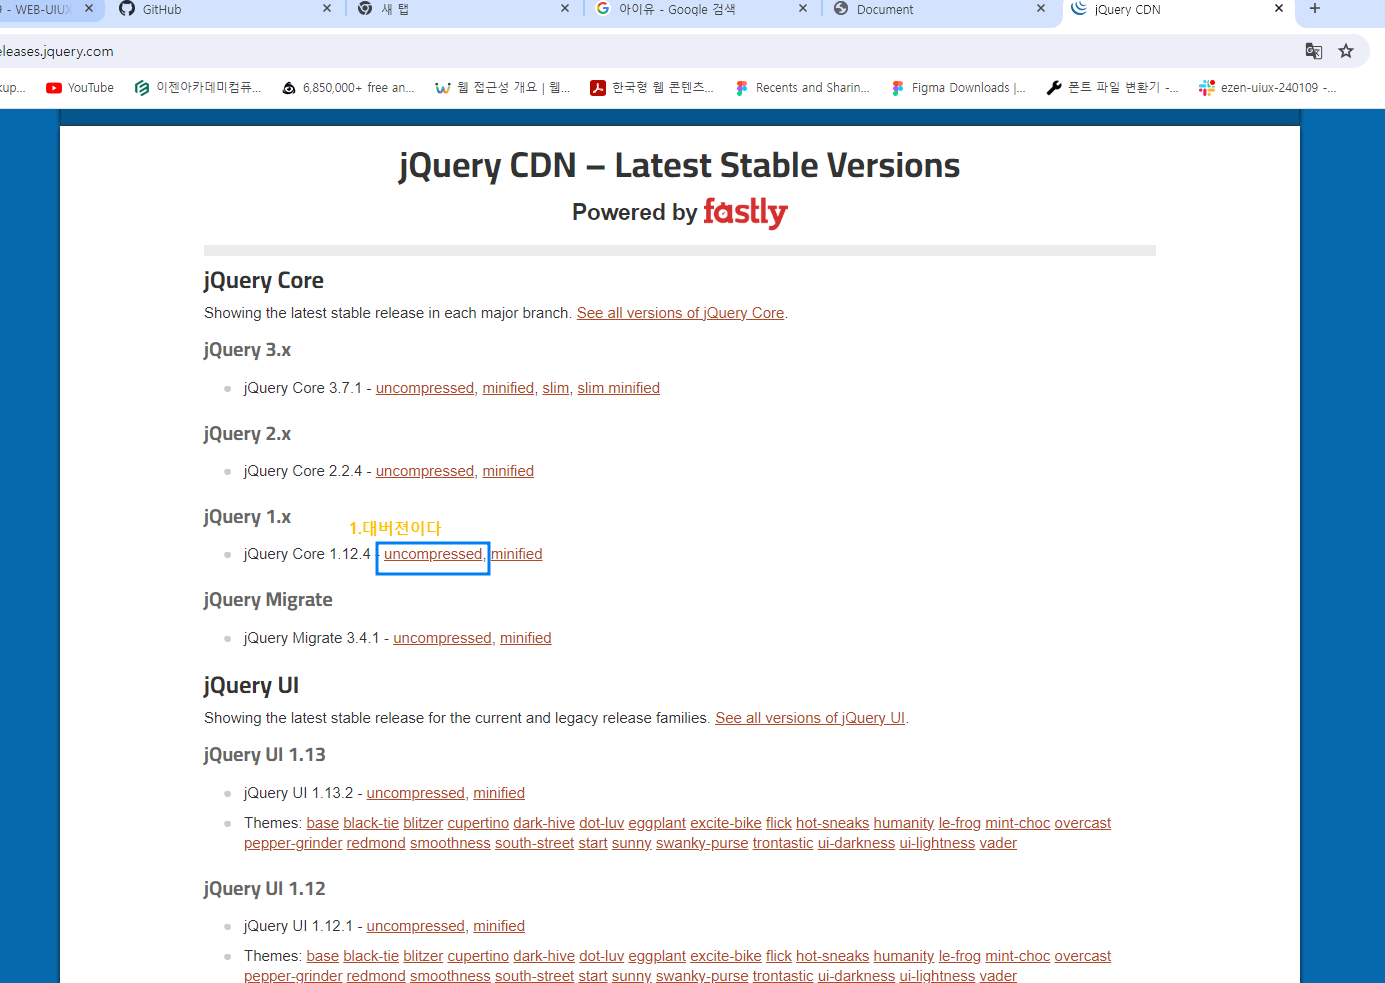 9 - WEB-UIUX
GitHub
새 탭
아이유 - Google 검색
Document
jQuery CDN
eleases.jquery.com
kup...
YouTube
이젠아카데미컴퓨...
6,850,000+ free an...
웹 접근성 개요 | 웹...
한국형 웹 콘텐츠...
Recents and Sharin...
Figma Downloads |...
폰트 파일 변환기 -...
ezen-uiux-240109 -...
jQuery CDN – Latest Stable Versions
Powered by fastly
jQuery Core
Showing the latest stable release in each major branch. See all versions of jQuery Core.
jQuery 3.x
jQuery Core 3.7.1 - uncompressed, minified, slim, slim minified
jQuery 2.x
jQuery Core 2.2.4 - uncompressed, minified
jQuery 1.x
1.대버젼이다
jQuery Core 1.12.4 - uncompressed, minified
jQuery Migrate
jQuery Migrate 3.4.1 - uncompressed, minified
jQuery UI
Showing the latest stable release for the current and legacy release families. See all versions of jQuery UI.
jQuery UI 1.13
jQuery UI 1.13.2 - uncompressed, minified
Themes: base black-tie blitzer cupertino dark-hive dot-luv eggplant excite-bike flick hot-sneaks humanity le-frog mint-choc overcast
pepper-grinder redmond smoothness south-street start sunny swanky-purse trontastic ui-darkness ui-lightness vader
jQuery UI 1.12
jQuery UI 1.12.1 - uncompressed, minified
Themes: base black-tie blitzer cupertino dark-hive dot-luv eggplant excite-bike flick hot-sneaks humanity le-frog mint-choc overcast
pepper-grinder redmond smoothness south-street start sunny swanky-purse trontastic ui-darkness ui-lightness vader